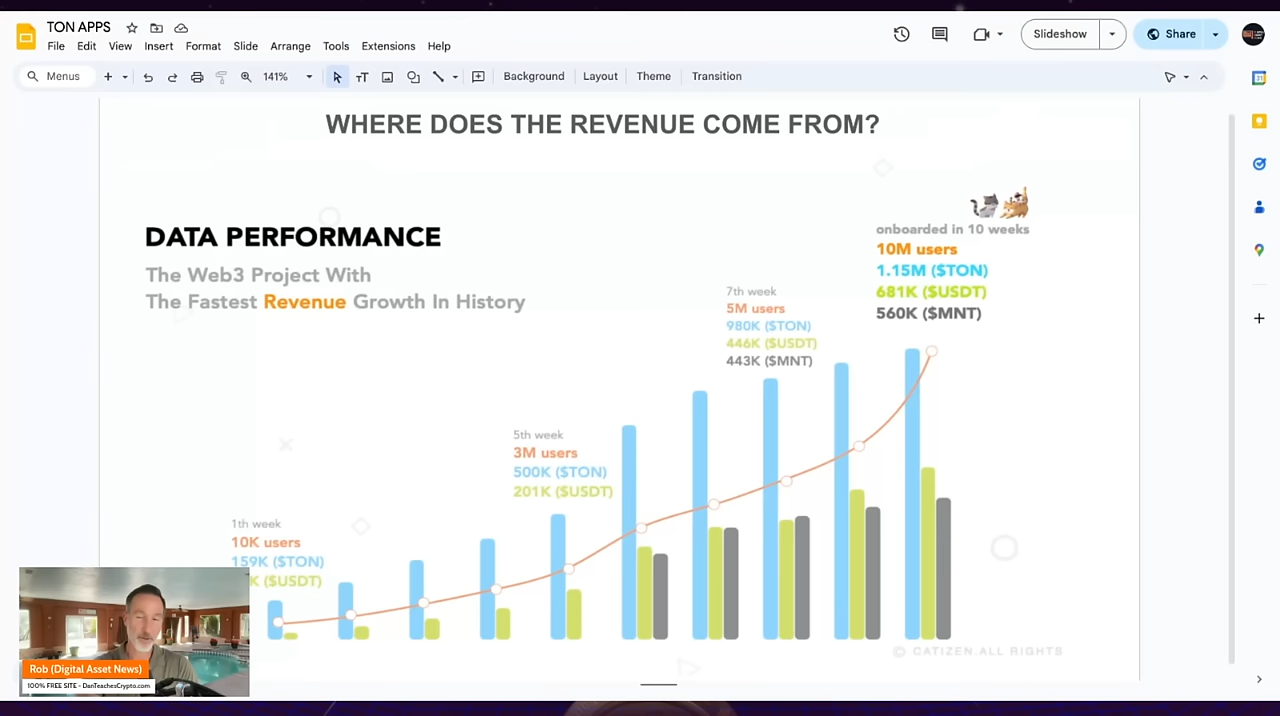 TON APPS
File Edit View Insert Format Slide Arrange Tools Extensions Help
Slideshow
Share
Menus
141%
Background Layout Theme Transition
WHERE DOES THE REVENUE COME FROM?
DATA PERFORMANCE
The Web3 Project With
The Fastest Revenue Growth In History
onboarded in 10 weeks
10M users
1.15M ($TON)
681K ($USDT)
560K ($MNT)
7th week
5M users
980K ($TON)
446K ($USDT)
443K ($MNT)
5th week
3M users
500K ($TON)
201K ($USDT)
1th week
10K users
159K ($TON)
K ($USDT)
© CATIZEN.ALL RIGHTS
Rob (Digital Asset News)
100% FREE SITE - DanTeachesCrypto.com